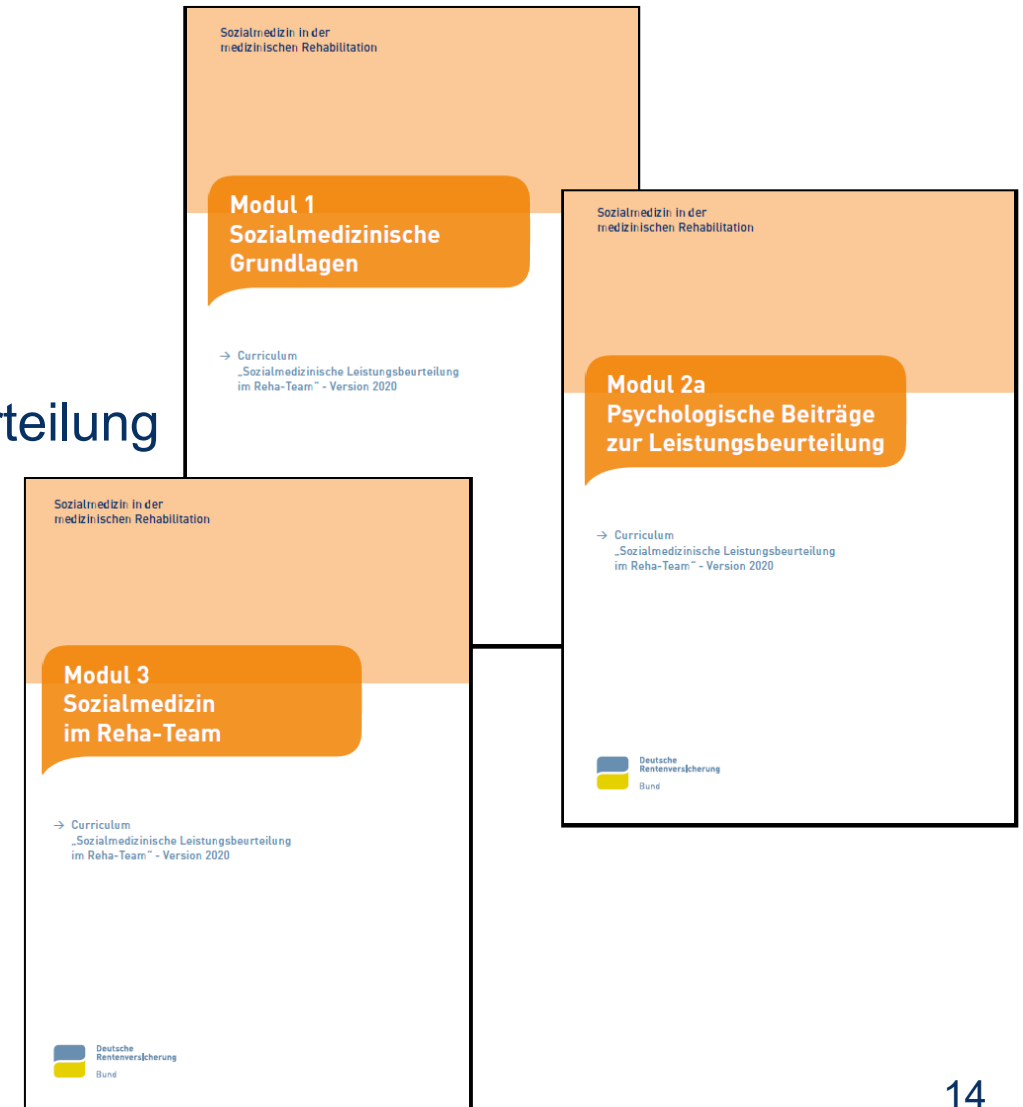 Sozialmedizin in der
medizinischen Rehabilitation
Modul 1
Sozialmedizinische
Grundlagen
→ Curriculum
„Sozialmedizinische Leistungsbeurteilung
im Reha-Team" - Version 2020
Sozialmedizin in der
medizinischen Rehabilitation
Modul 2a
Psychologische Beiträge
zur Leistungsbeurteilung
→ Curriculum
„Sozialmedizinische Leistungsbeurteilung
im Reha-Team" - Version 2020
Deutsche
Rentenversicherung
Bund
rteilung
Sozialmedizin in der
medizinischen Rehabilitation
Modul 3
Sozialmedizin
im Reha-Team
→ Curriculum
„Sozialmedizinische Leistungsbeurteilung
im Reha-Team" - Version 2020
Deutsche
Rentenversicherung
Bund
14